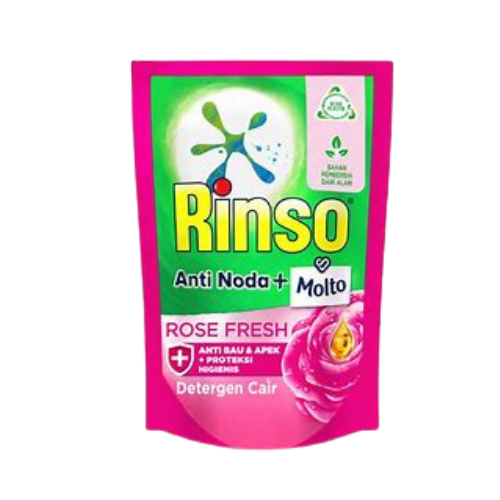 Rinso®
Anti Noda +
Molto
ROSE FRESH
ANTI BAU & APEK
+ PROTEKSI
HIGIENIS
Detergen Cair
BAHAN
PEMBERSIH
DARI ALAM